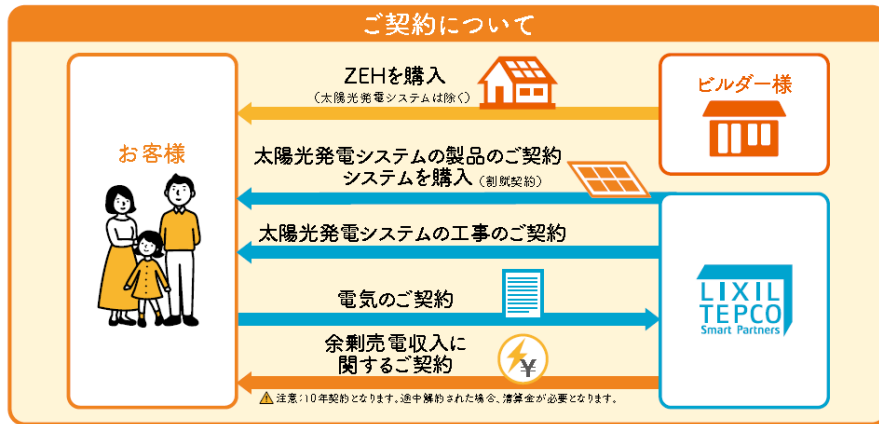 ご契約について
ZEHを購入
(太陽光発電システムは除く)
ビルダー様
お客様
太陽光発電システムの製品のご契約
システムを購入(割賦契約)
太陽光発電システムの工事のご契約
電気のご契約
LIXIL
TEPCO
Smart Partners
余剰売電収入に
関するご契約
¥
注意:10年契約となります。途中解約された場合、清算金が必要となります。